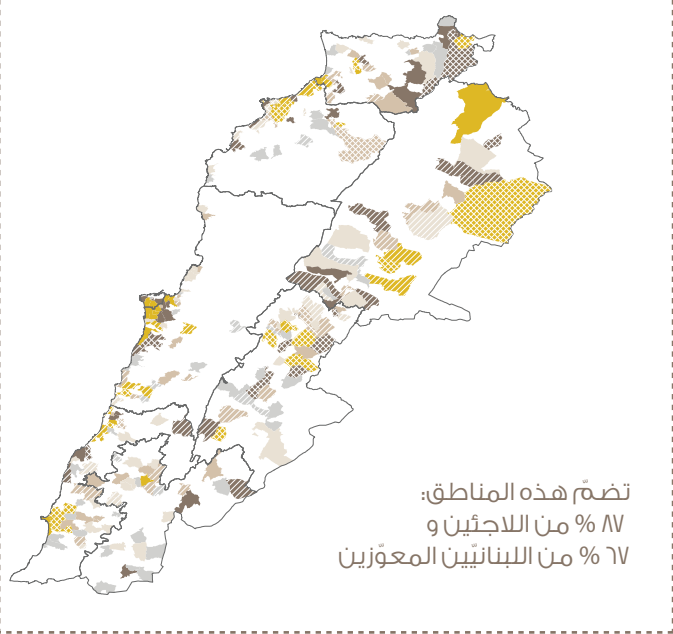 تضمّ هذه المناطق:
٨٧ % من اللاجئين و
٦٧ % من اللبنانيّين المعوّزين